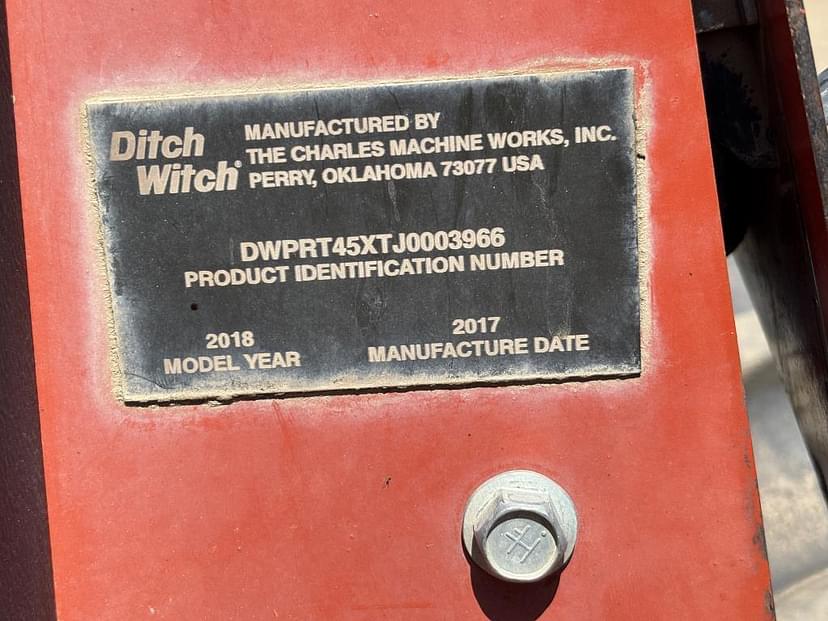 Ditch
Witch®
MANUFACTURED BY
THE CHARLES MACHINE WORKS, INC.
PERRY, OKLAHOMA 73077 USA
DWPRT45XTJ0003966
PRODUCT IDENTIFICATION NUMBER
2018
MODEL YEAR
2017
MANUFACTURE DATE